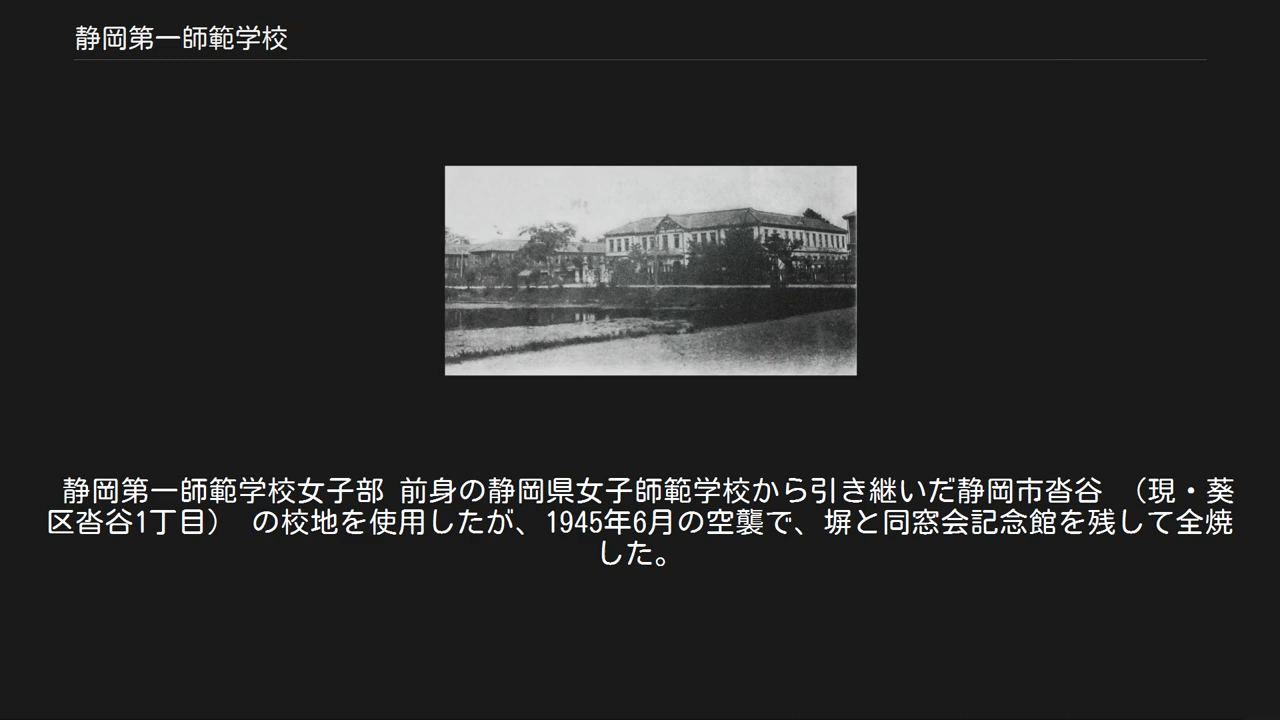 静岡第一師範学校
静岡第一師範学校女子部 前身の静岡県女子師範学校から引き継いだ静岡市沓谷 （現・葵
区沓谷1丁目） の校地を使用したが、1945年6月の空襲で、塀と同窓会記念館を残して全焼
した。